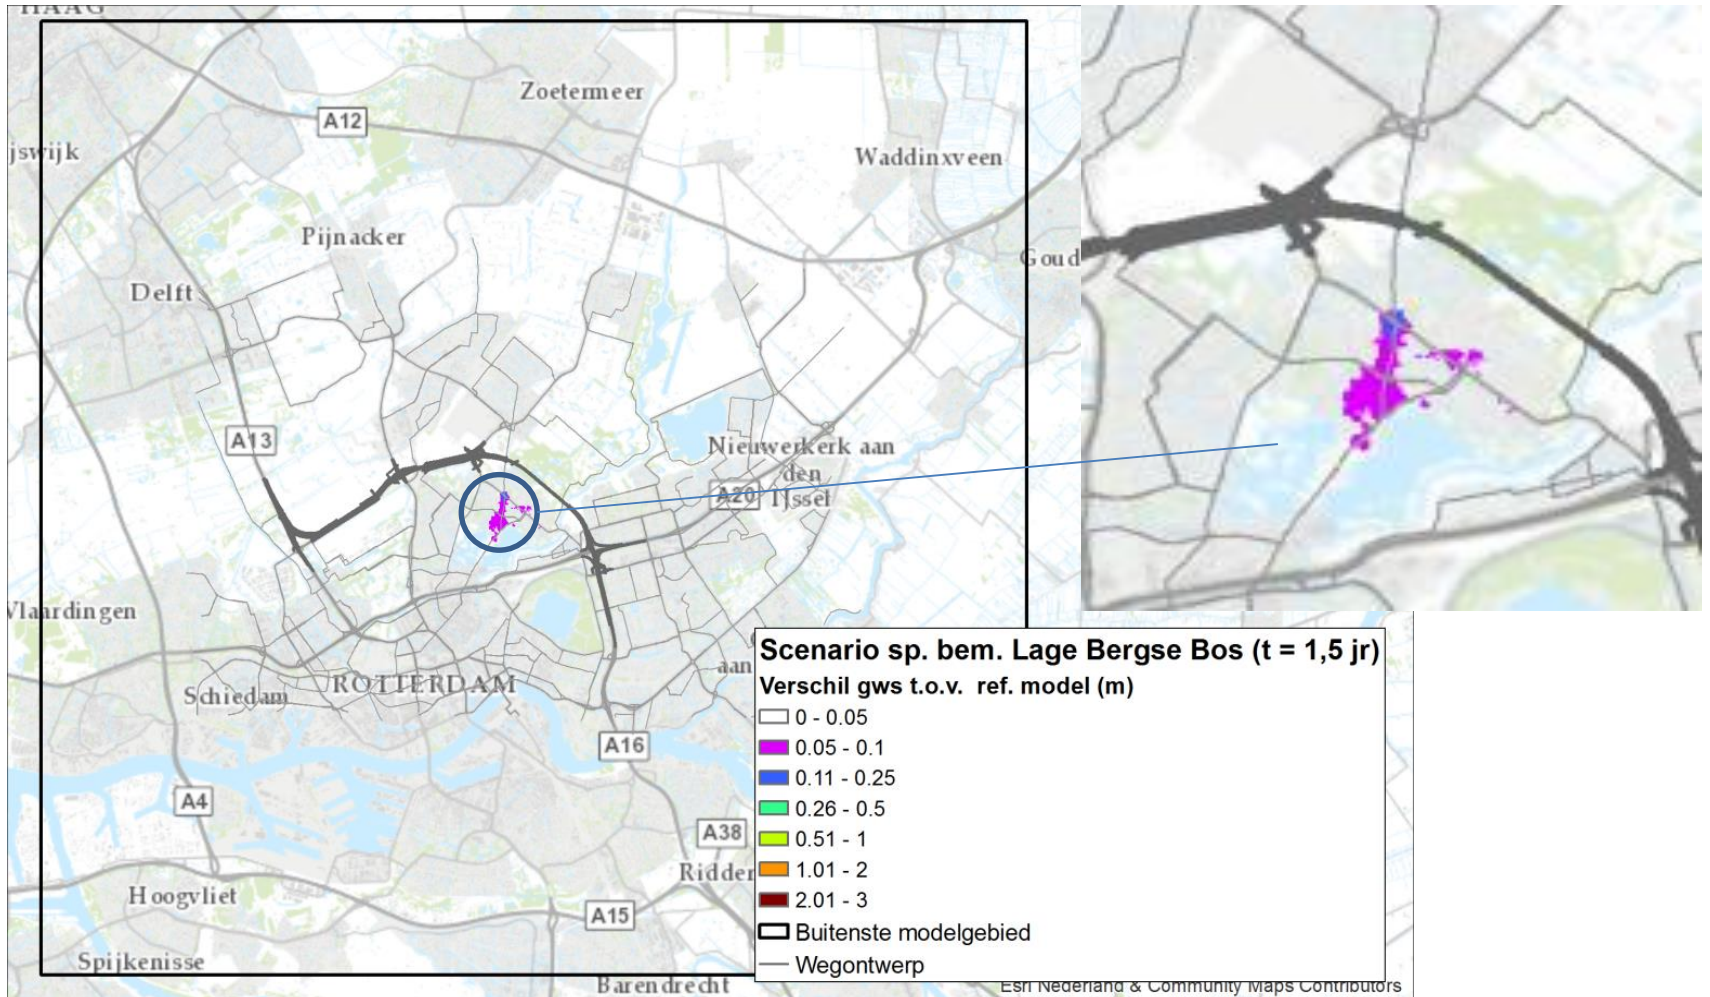 HAAG
Zoetermeer
A12
jswijk
Waddinxveen
Pijnacker
Goud
Delft
A13
Nieuwerkerk aan
den
IJssel
A20
Vlaardingen
aan
Schiedam
ROTTERDAM
A16
A4
A38
Ridder
Hoogvliet
A15
Spijkenisse
Barendrecht
Scenario sp. bem. Lage Bergse Bos (t = 1,5 jr)
Verschil gws t.o.v. ref. model (m)
0 - 0.05
0.05 - 0.1
0.11 - 0.25
0.26 - 0.5
0.51 - 1
1.01 - 2
2.01 - 3
Buitenste modelgebied
Wegontwerp
Esri Nederland & Community Maps Contributors